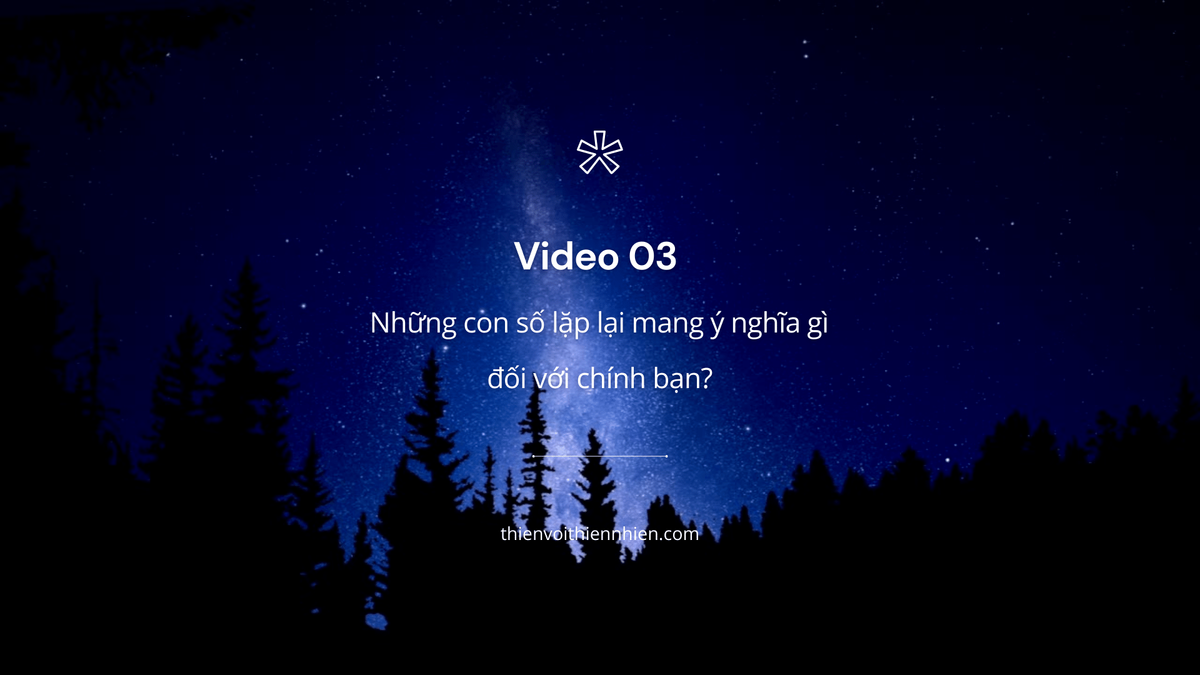 Video 03
Những con số lặp lại mang ý nghĩa gì
đối với chính bạn?
thienvoithiennhien.com